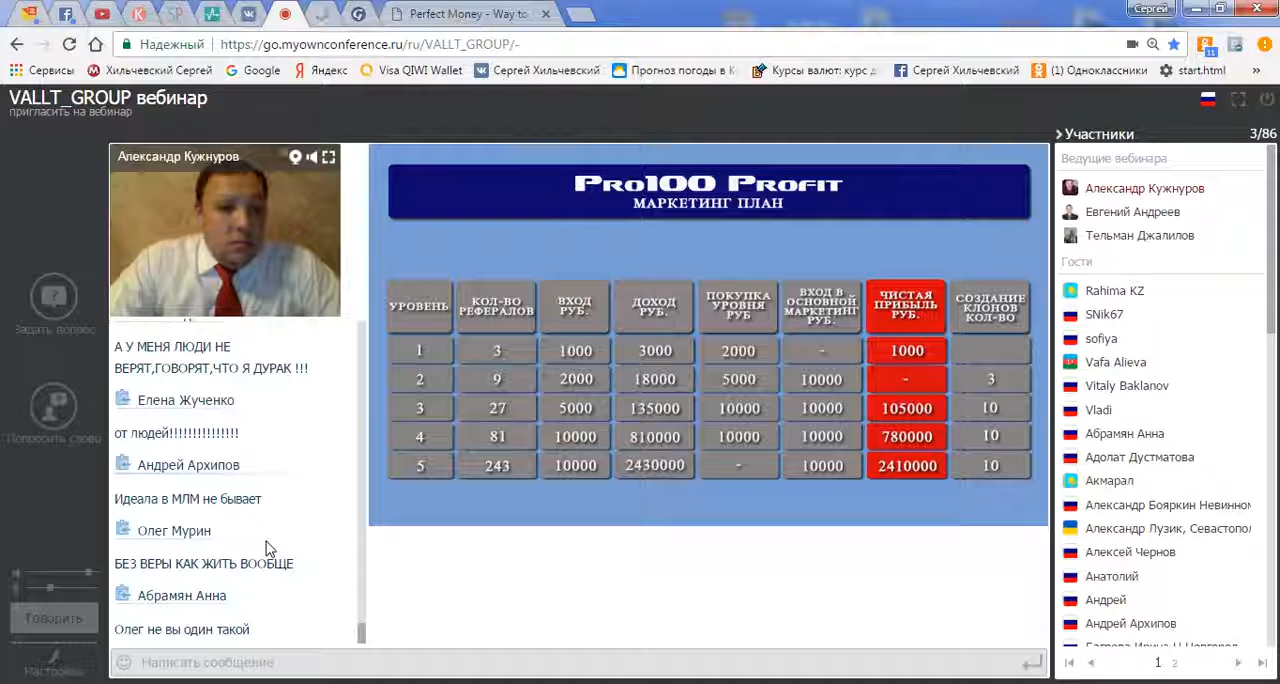 Perfect Money - Way to
Сергей
Надежный
https://go.myownconference.ru/ru/VALLT_GROUP/-
11
Сервисы
Хильчевский Сергей
Google
Яндекс
Visa QIWI Wallet
Сергей Хильчевский
Прогноз погоды в К
Курсы валют: курс д
Сергей Хильчевский
(1) Одноклассники
start.html
»
VALLT_GROUP вебинар
пригласить на вебинар
Задать вопрос
Попросить слово
Говорить
Настройки
Александр Кужнуров
А У МЕНЯ ЛЮДИ НЕ
ВЕРЯТ,ГОВОРЯТ,ЧТО Я ДУРАК !!!
Елена Жученко
от людей!!!!!!!!!!!!!!!
Андрей Архипов
Идеала в МЛМ не бывает
Олег Мурин
БЕЗ ВЕРЫ КАК ЖИТЬ ВООБЩЕ
Абрамян Анна
Олег не вы один такой
Написать сообщение
PRO100 PROFIT
МАРКЕТИНГ ПЛАН
УРОВЕНЬ КОЛ-ВО РЕФЕРАЛОВ ВХОД РУБ. ДОХОД РУБ. ПОКУПКА УРОВНЯ РУБ ВХОД В ОСНОВНОЙ МАРКЕТИНГ РУБ. ЧИСТАЯ ПРИБЫЛЬ РУБ. СОЗДАНИЕ КЛОНОВ КОЛ-ВО
1 3 1000 3000 2000 - 1000
2 9 2000 18000 5000 10000 - 3
3 27 5000 135000 10000 10000 105000 10
4 81 10000 810000 10000 10000 780000 10
5 243 10000 2430000 - 10000 2410000 10
Участники 3/86
Ведущие вебинара
Александр Кужнуров
Евгений Андреев
Тельман Джалилов
Гости
Rahima KZ
SNik67
sofiya
Vafa Alieva
Vitaly Baklanov
Vladi
Абрамян Анна
Адолат Дустматова
Акмарал
Александр Бояркин Невинном
Александр Лузик, Севастопол
Алексей Чернов
Анатолий
Андрей
Андрей Архипов
1 2